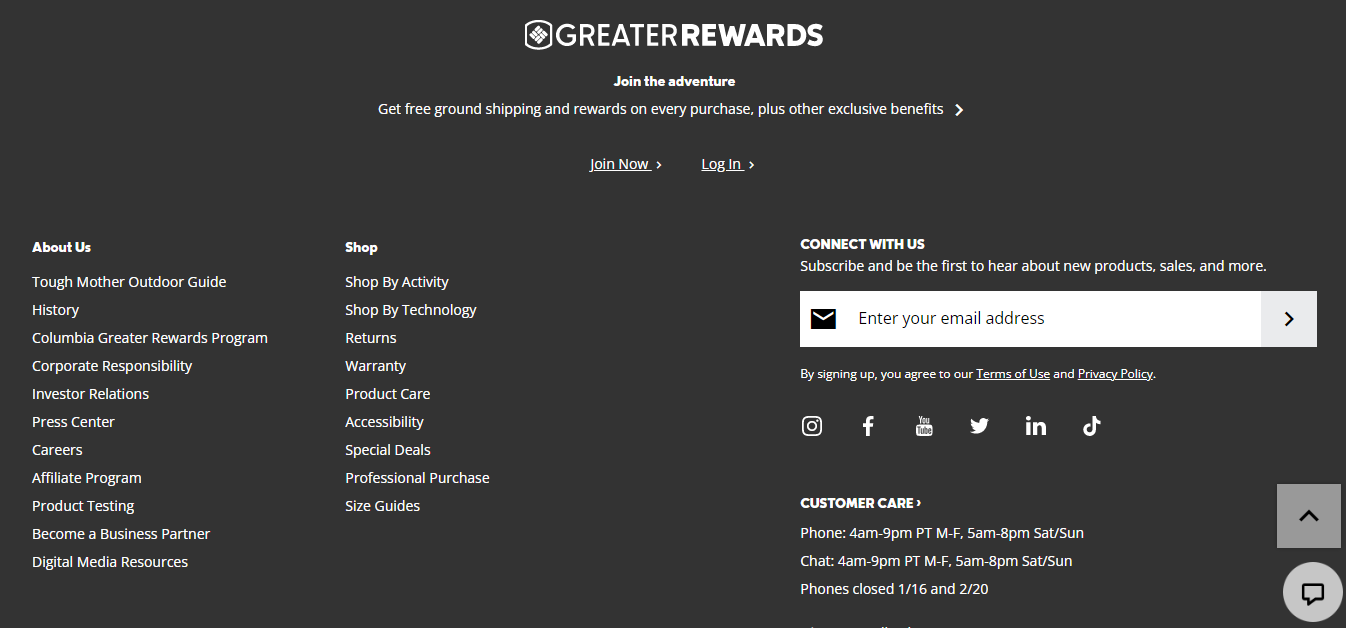 GREATERREWARDS
Join the adventure
Get free ground shipping and rewards on every purchase, plus other exclusive benefits
Join Now
Log In
About Us
Tough Mother Outdoor Guide
History
Columbia Greater Rewards Program
Corporate Responsibility
Investor Relations
Press Center
Careers
Affiliate Program
Product Testing
Become a Business Partner
Digital Media Resources
Shop
Shop By Activity
Shop By Technology
Returns
Warranty
Product Care
Accessibility
Special Deals
Professional Purchase
Size Guides
CONNECT WITH US
Subscribe and be the first to hear about new products, sales, and more.
Enter your email address
By signing up, you agree to our Terms of Use and Privacy Policy.
You
Tube
in
CUSTOMER CARE ›
Phone: 4am-9pm PT M-F, 5am-8pm Sat/Sun
Chat: 4am-9pm PT M-F, 5am-8pm Sat/Sun
Phones closed 1/16 and 2/20